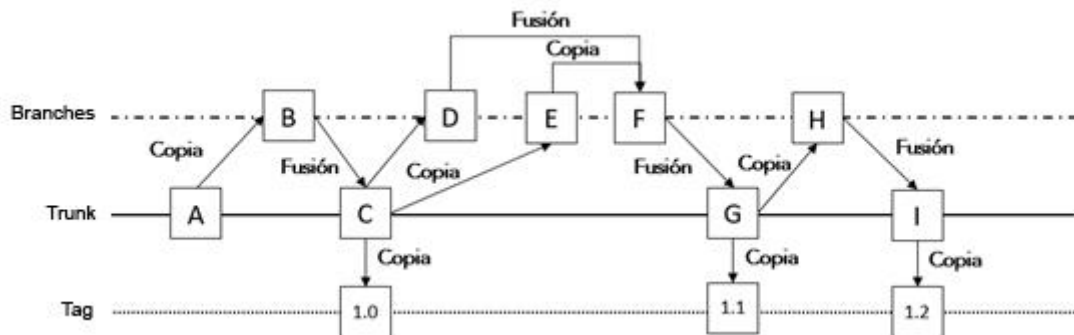 Fusión
Copia
Branches
B
D
E
F
H
Copia
Fusión
Copia
Fusión
Copia
Fusión
Trunk
A
C
G
I
Copia
Copia
Copia
Tag
1.0
1.1
1.2